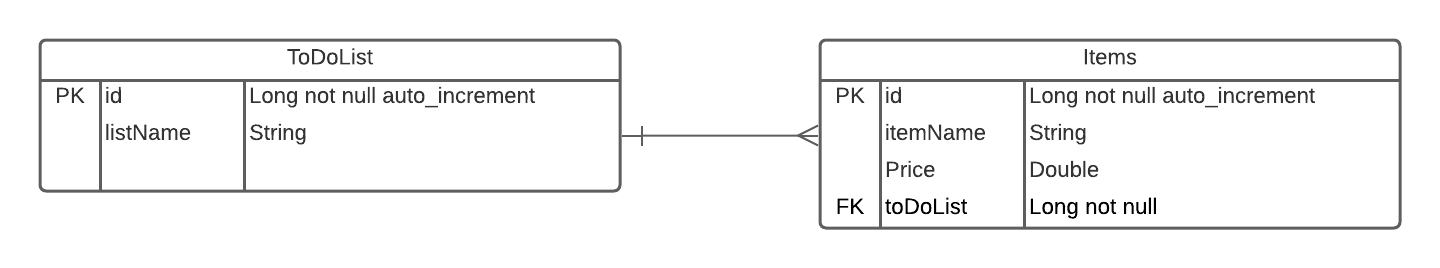 ToDoList
PK id Long not null auto_increment
listName String
Items
PK id Long not null auto_increment
itemName String
Price Double
FK toDoList Long not null